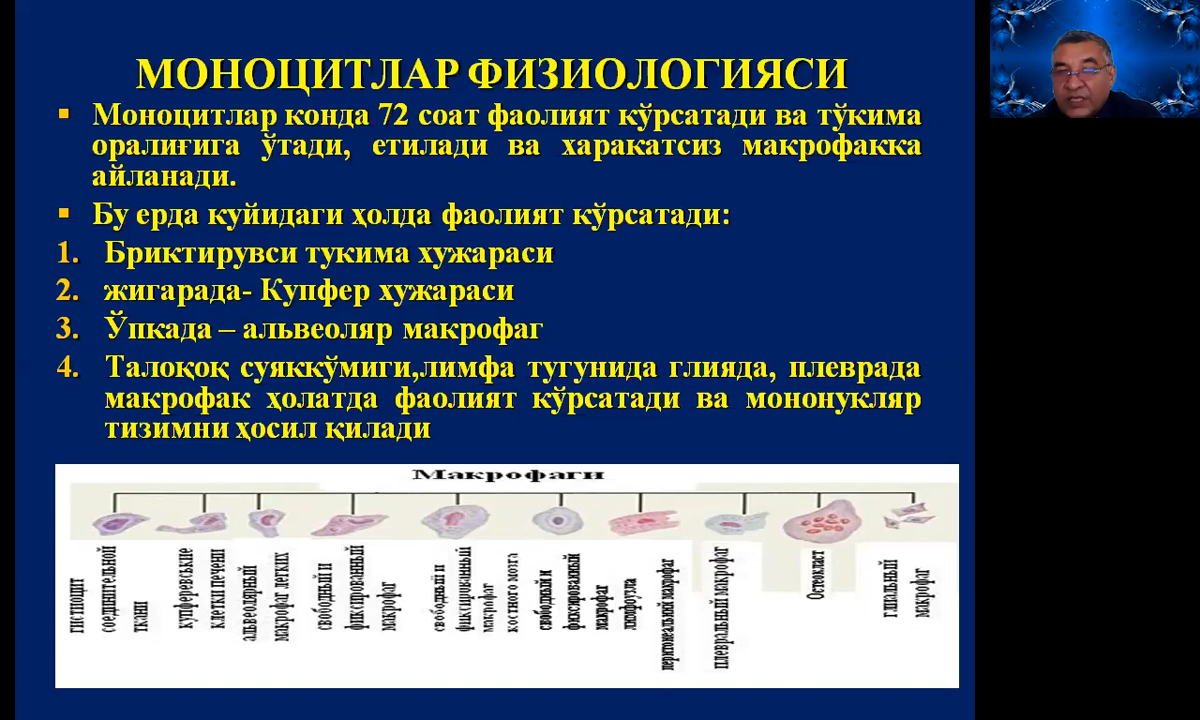 МОНОЦИТЛАР ФИЗИОЛОГИЯСИ
▪ Моноцитлар конда 72 соат фаолият кўрсатади ва тўкима
оралиғига ўтади, етилади ва харакатсиз макрофакка
айланади.
▪ Бу ерда куйидаги ҳолда фаолият кўрсатади:
1. Бриктирувси тукима хужараси
2. жигарада- Купфер хужараси
3. Ўпкада – альвеоляр макрофаг
4. Талоқоқ суяккўмиги,лимфа тугунида глияда, плеврада
макрофак ҳолатда фаолият кўрсатади ва мононукляр
тизимни ҳосил қилади
Макрофаги
гистиоцит
соединительной
ткани
купферовские
клетки печени
альвеолярный
макрофаг легких
свободный и
фиксированный
макрофаг
свободный и
фиксированный
макрофаг
костного мозга
свободный и
фиксированный
макрофаг
лимфоузла
перитонеальний макрофаг
плевральный макрофаг
Остеокласт
глиальный
макрофаг